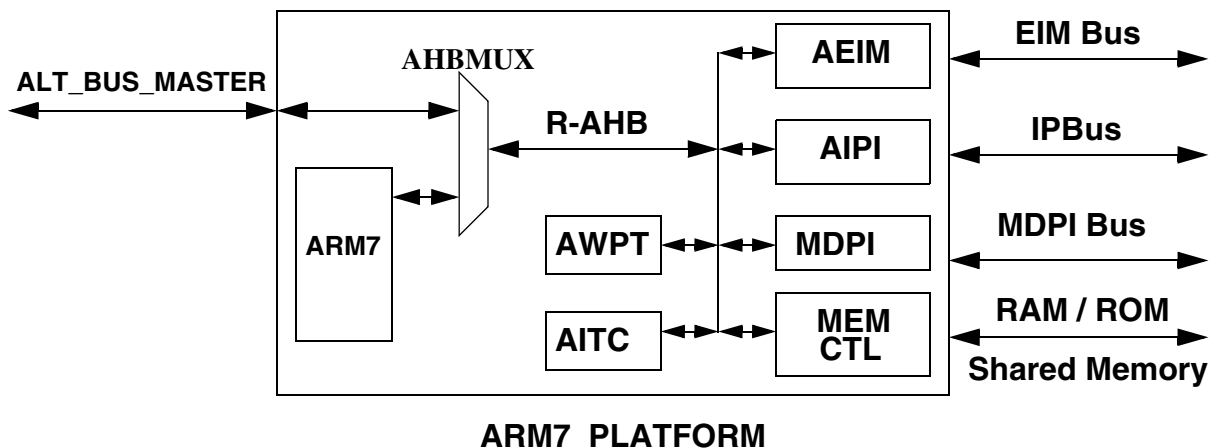 EIM Bus
AEIM
AHBMUX
ALT_BUS_MASTER
R-AHB
IPBus
AIPI
ARM7
AWPT
MDPI
MDPI Bus
AITC
MEM
CTL
RAM / ROM
Shared Memory
ARM7 PLATFORM